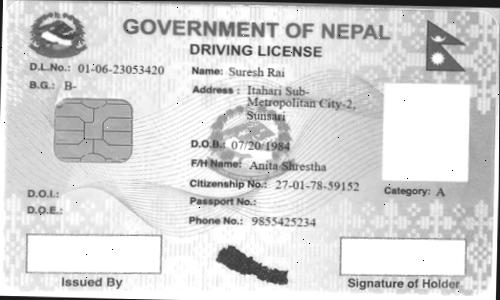 GOVERNMENT OF NEPAL
DRIVING LICENSE
D.L.No.: 01-06-23053420
B.G.: B-
Name: Suresh Rai
Address : Itahari Sub-
Metropolitan City-2,
Sunsari
D.O.B.: 07/20/1984
F/H Name: Anita Shrestha
Citizenship No.: 27-01-78-59152
Passport No.:
Phone No.: 9855425234
Category: A
D.O.I.:
D.O.E.:
Issued By
Signature of Holder